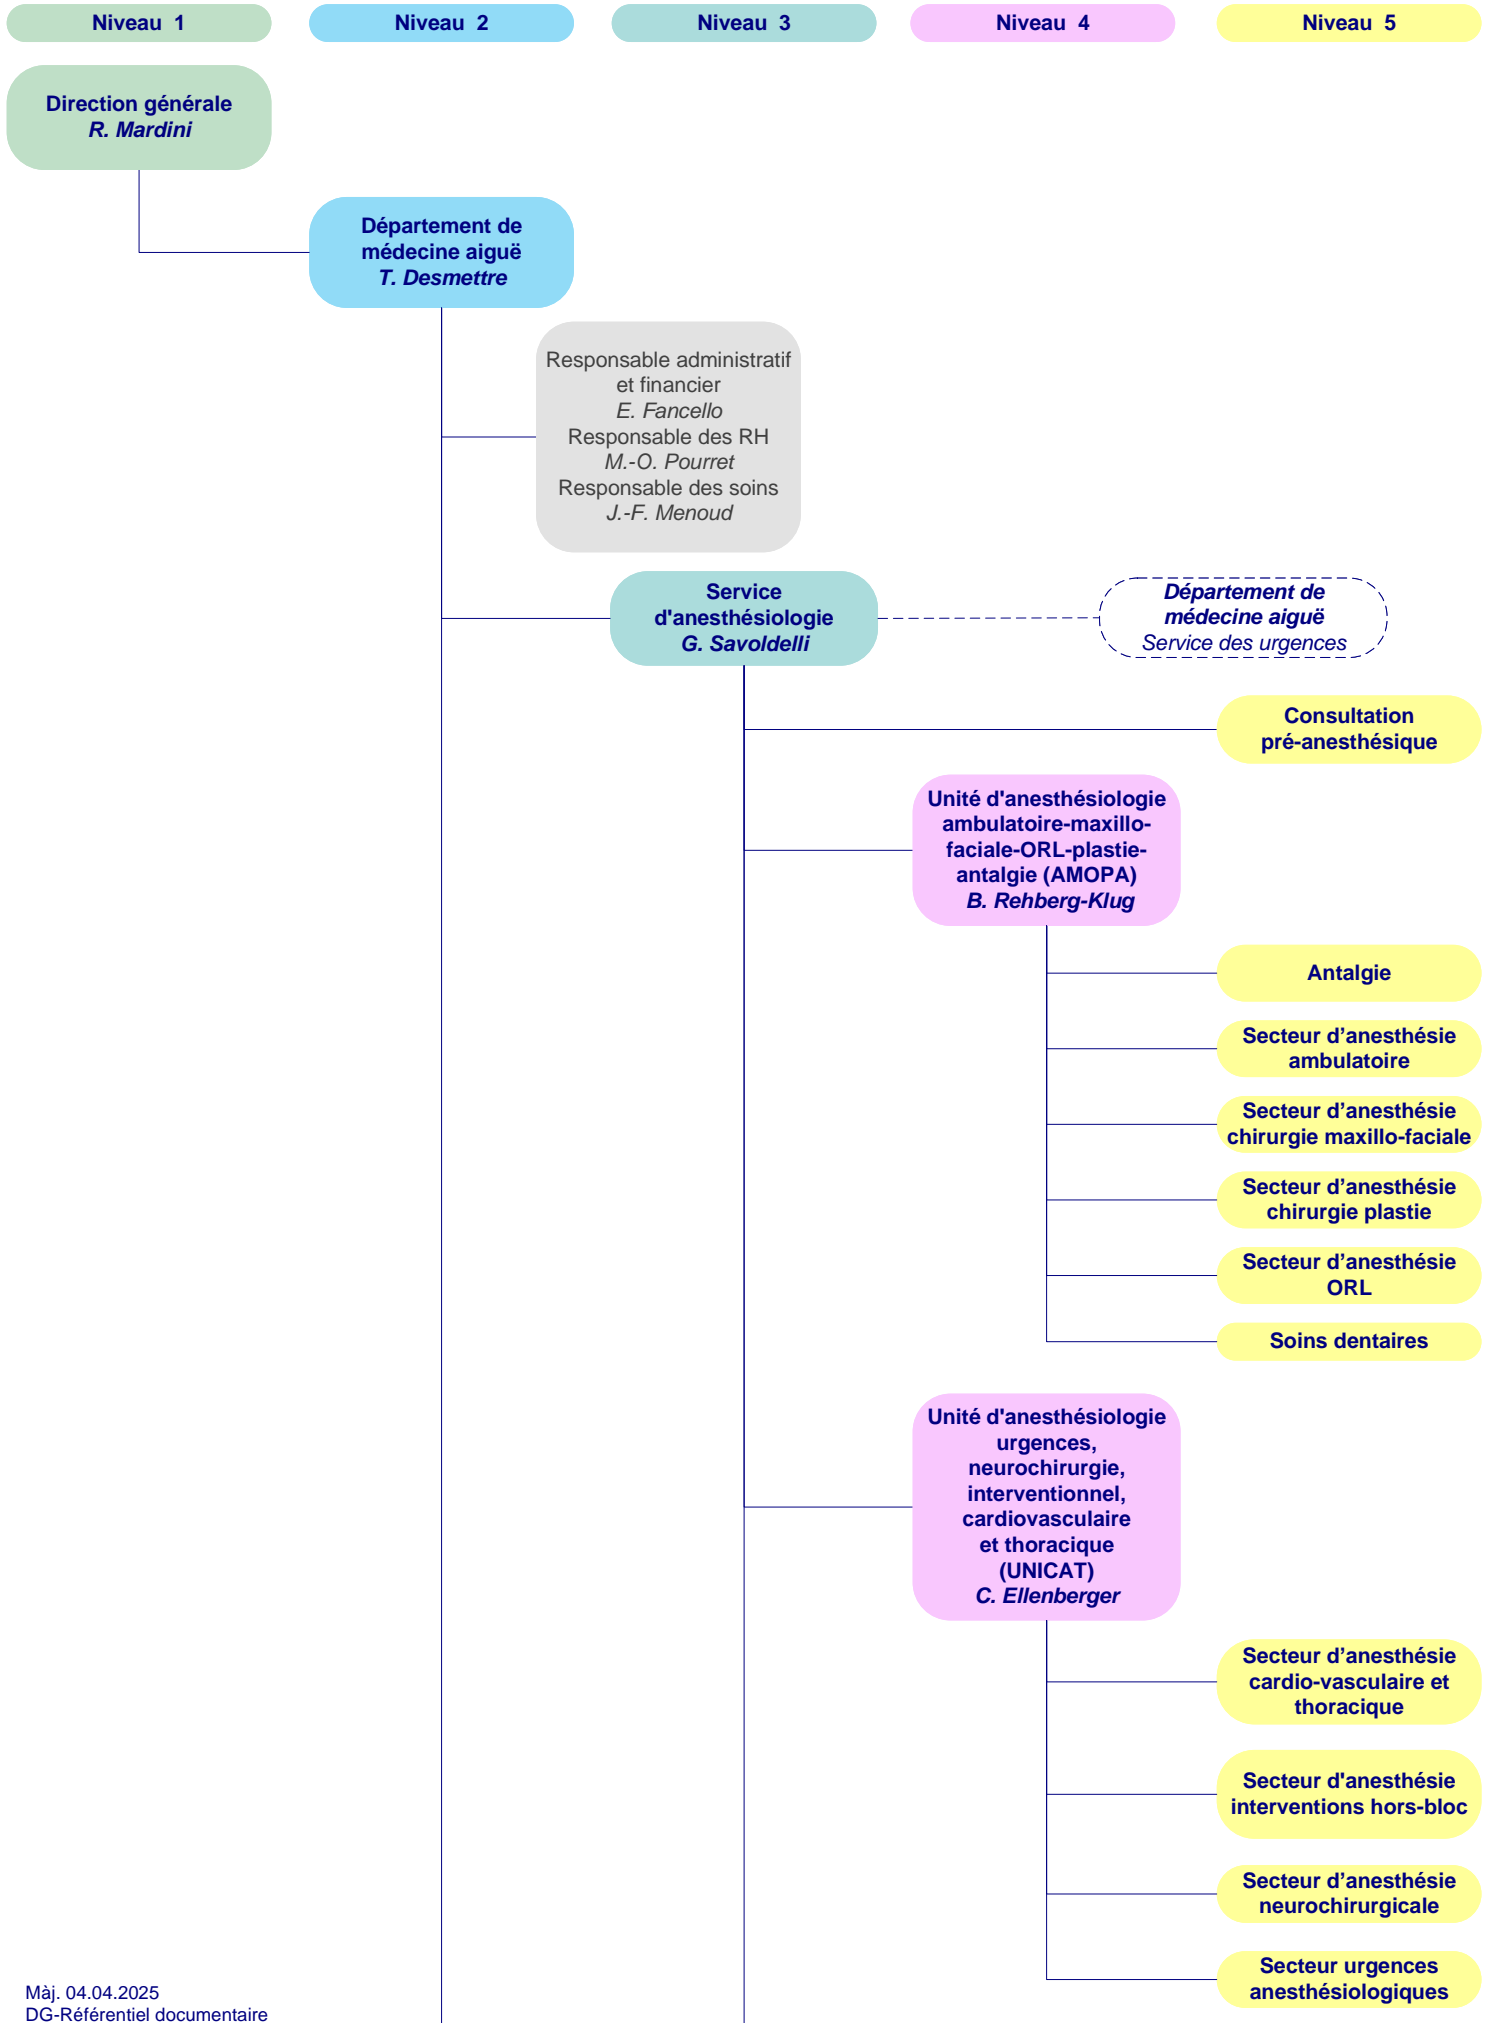 Niveau 1
Niveau 2
Niveau 3
Niveau 4
Niveau 5
Direction générale
R. Mardini
Département de
médecine aiguë
T. Desmettre
Responsable administratif
et financier
E. Fancello
Responsable des RH
M.-O. Pourret
Responsable des soins
J.-F. Menoud
Service
d'anesthésiologie
G. Savoldelli
Département de
médecine aiguë
Service des urgences
Consultation
pré-anesthésique
Unité d'anesthésiologie
ambulatoire-maxillo-
faciale-ORL-plastie-
antalgie (AMOPA)
B. Rehberg-Klug
Antalgie
Secteur d’anesthésie
ambulatoire
Secteur d’anesthésie
chirurgie maxillo-faciale
Secteur d’anesthésie
chirurgie plastie
Secteur d’anesthésie
ORL
Soins dentaires
Unité d'anesthésiologie
urgences,
neurochirurgie,
interventionnel,
cardiovasculaire
et thoracique
(UNICAT)
C. Ellenberger
Secteur d’anesthésie
cardio-vasculaire et
thoracique
Secteur d'anesthésie
interventions hors-bloc
Secteur d’anesthésie
neurochirurgicale
Secteur urgences
anesthésiologiques
Màj. 04.04.2025
DG-Référentiel documentaire